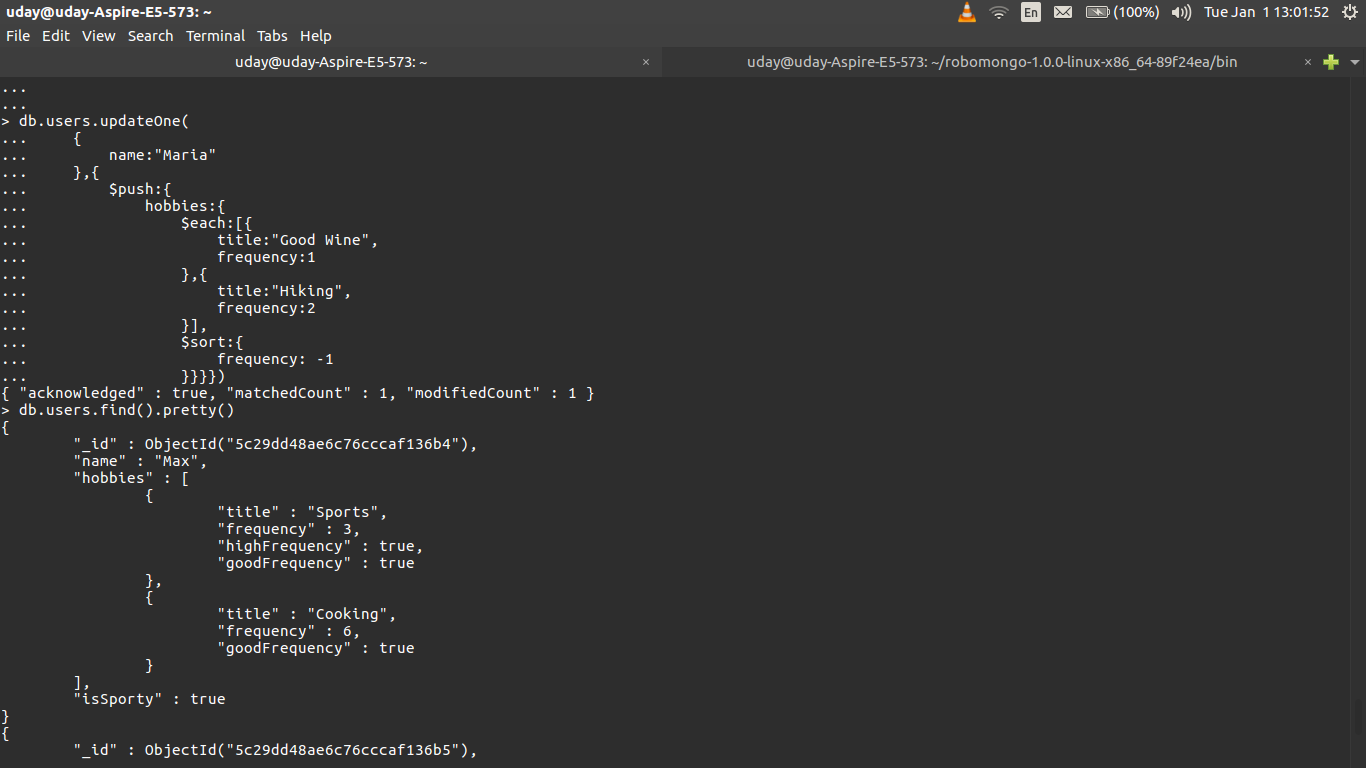 uday@uday-Aspire-E5-573: ~
En (100%) Tue Jan 1 13:01:52
File Edit View Search Terminal Tabs Help
uday@uday-Aspire-E5-573: ~ × uday@uday-Aspire-E5-573: ~/robomongo-1.0.0-linux-x86_64-89f24ea/bin ×
...
...
> db.users.updateOne(
...     {
...         name:"Maria"
...     },{
...         $push:{
...             hobbies:{
...                 $each:[{
...                     title:"Good Wine",
...                     frequency:1
...                 },{
...                     title:"Hiking",
...                     frequency:2
...                 }],
...                 $sort:{
...                     frequency: -1
...                 }}}})
{ "acknowledged" : true, "matchedCount" : 1, "modifiedCount" : 1 }
> db.users.find().pretty()
{
        "_id" : ObjectId("5c29dd48ae6c76cccaf136b4"),
        "name" : "Max",
        "hobbies" : [
                {
                        "title" : "Sports",
                        "frequency" : 3,
                        "highFrequency" : true,
                        "goodFrequency" : true
                },
                {
                        "title" : "Cooking",
                        "frequency" : 6,
                        "goodFrequency" : true
                }
        ],
        "isSporty" : true
}
{
        "_id" : ObjectId("5c29dd48ae6c76cccaf136b5"),